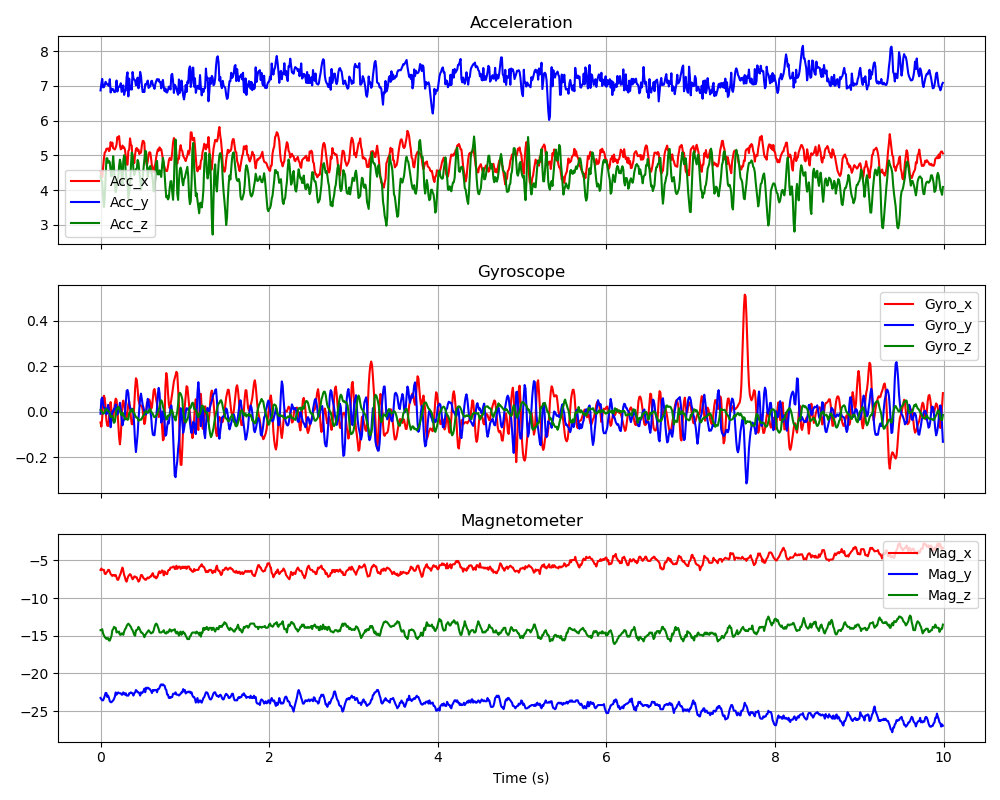 Acceleration
8
7
6
5
4
3
Acc_x
Acc_y
Acc_z
Gyroscope
0.4
0.2
0.0
−0.2
Gyro_x
Gyro_y
Gyro_z
Magnetometer
−5
−10
−15
−20
−25
Mag_x
Mag_y
Mag_z
0 2 4 6 8 10
Time (s)